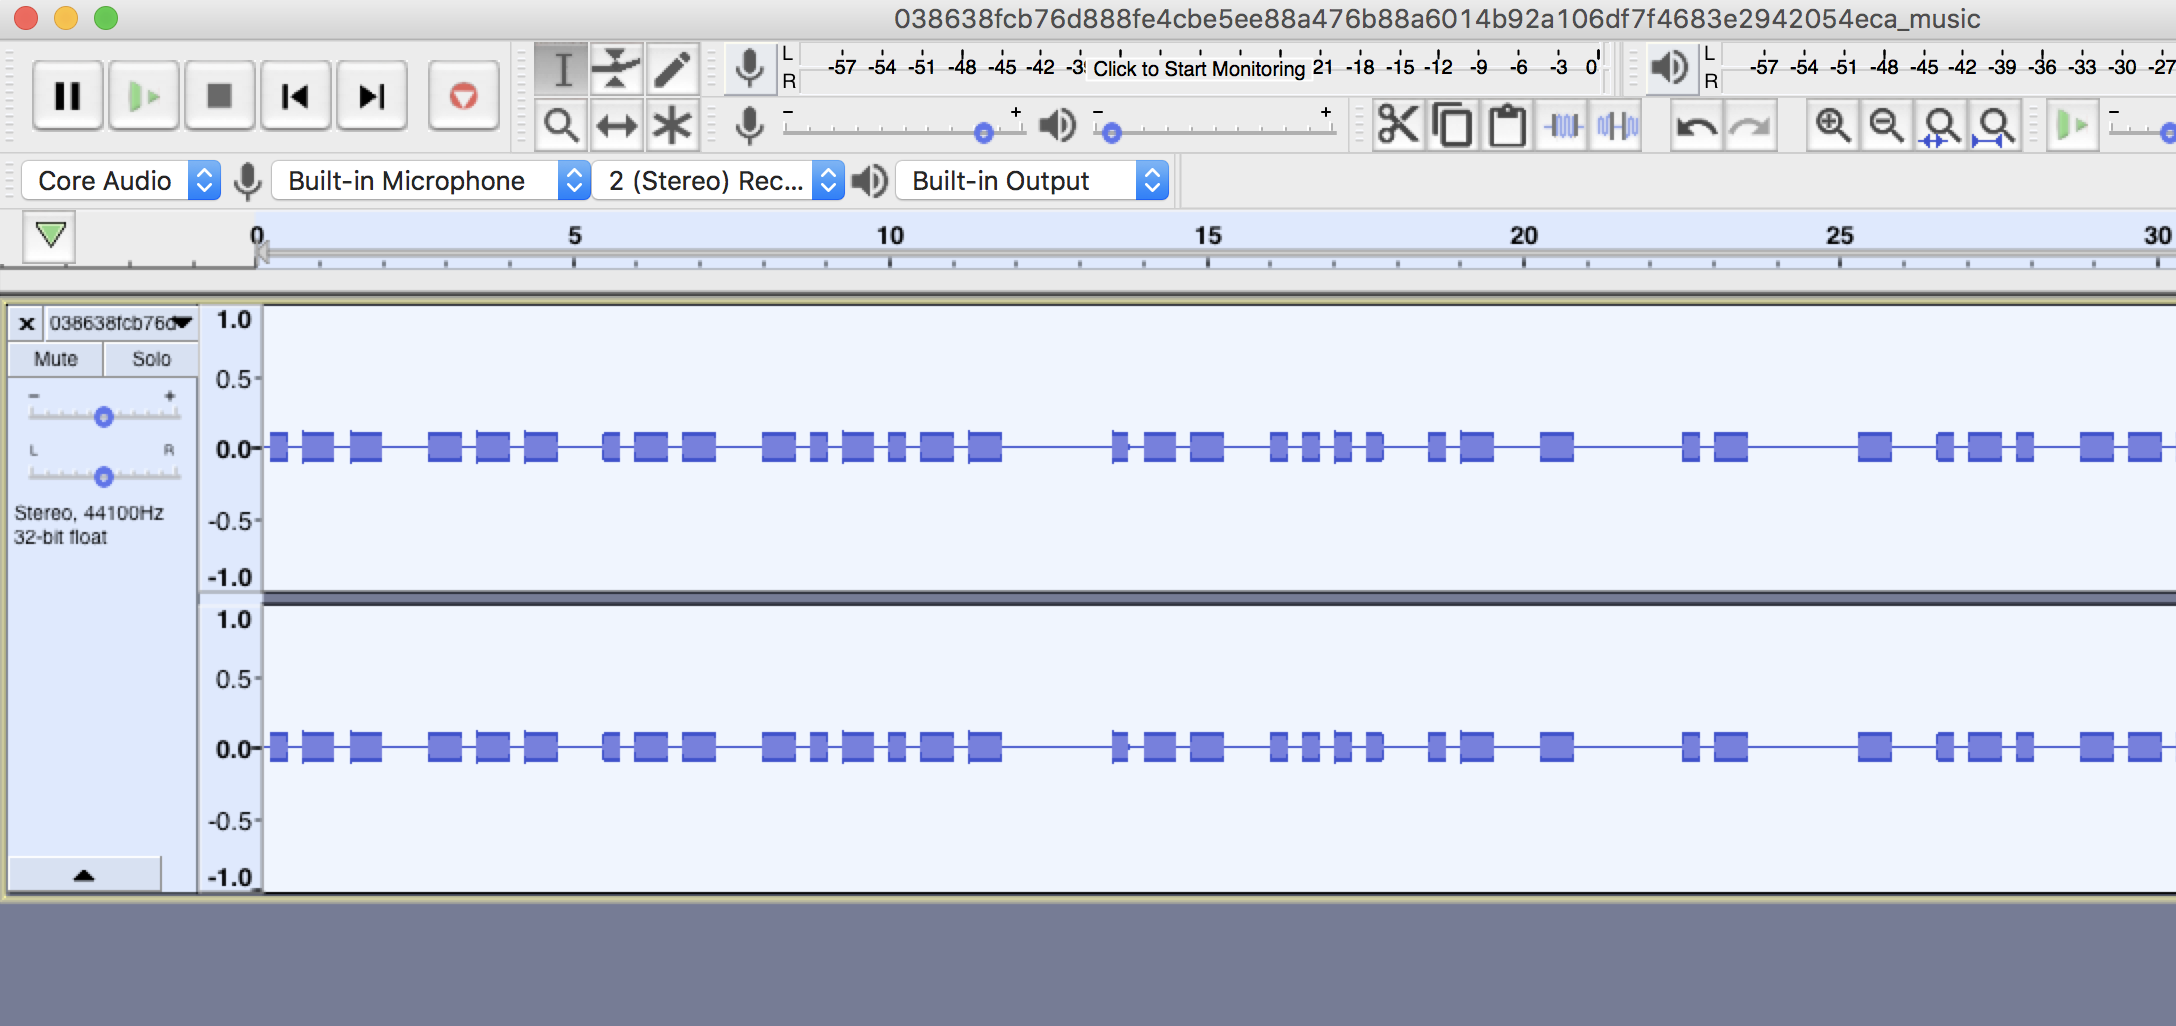 038638fcb76d888fe4cbe5ee88a476b88a6014b92a106df7f4683e2942054eca_music
L -57 -54 -51 -48 -45 -42 -3 Click to Start Monitoring 21 -18 -15 -12 -9 -6 -3 0 L -57 -54 -51 -48 -45 -42 -39 -36 -33 -30 -27
R R
- + - + -
Core Audio Built-in Microphone 2 (Stereo) Rec... Built-in Output
0 5 10 15 20 25 30
x 038638fcb76d 1.0
Mute Solo
0.5
- +
L R
0.0
Stereo, 44100Hz
-0.5
32-bit float
-1.0
1.0
0.5
0.0
-0.5
-1.0